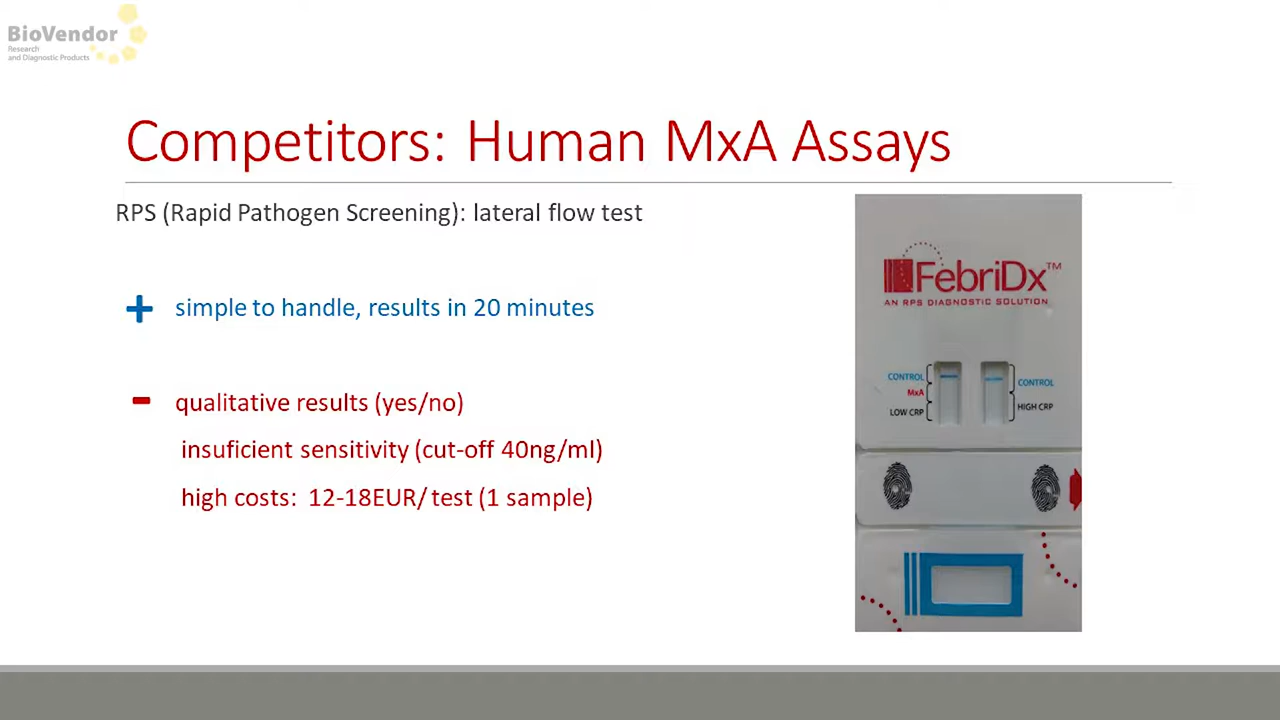 BioVendor
Research
and Diagnostic Products
Competitors: Human MxA Assays
RPS (Rapid Pathogen Screening): lateral flow test
+ simple to handle, results in 20 minutes
- qualitative results (yes/no)
insuficient sensitivity (cut-off 40ng/ml)
high costs: 12-18EUR/ test (1 sample)
FebriDx™
AN RPS DIAGNOSTIC SOLUTION
CONTROL
MxA
LOW CRP
CONTROL
HIGH CRP